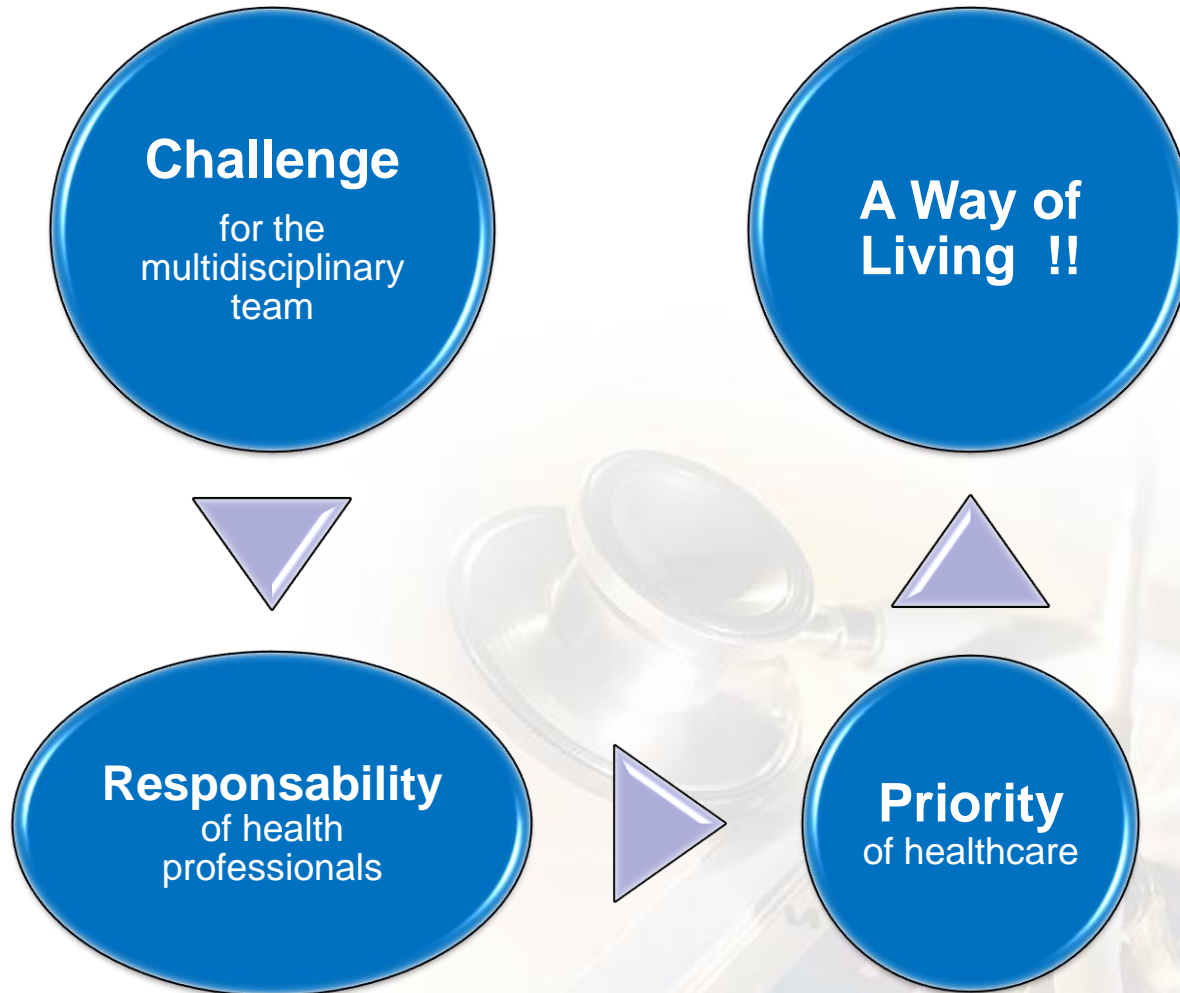 Challenge
for the
multidisciplinary
team
Responsability
of health
professionals
Priority
of healthcare
A Way of
Living !!